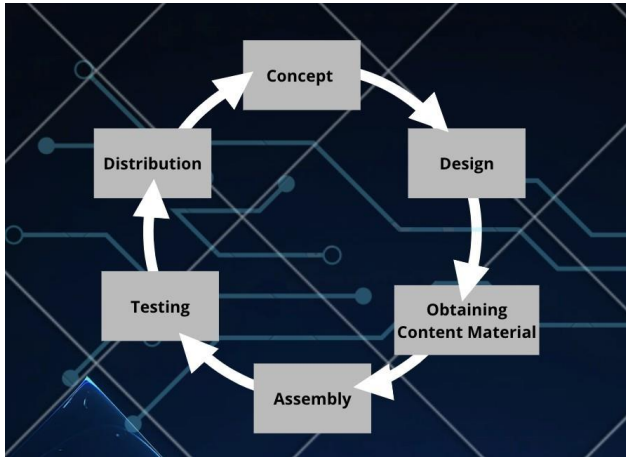 Concept
Design
Obtaining
Content Material
Assembly
Testing
Distribution